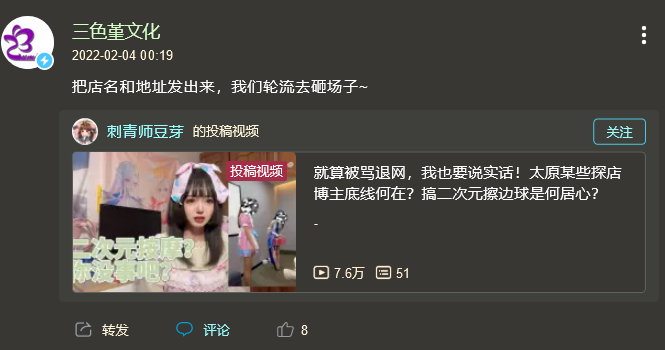 三色堇文化
2022-02-04 00:19
把店名和地址发出来，我们轮流去砸场子~
刺青师豆芽 的投稿视频
关注
投稿视频
二次元按摩？
你没事吧？
就算被骂退网，我也要说实话！太原某些探店
博主底线何在？搞二次元擦边球是何居心？
-
7.6万 51
转发 评论 8